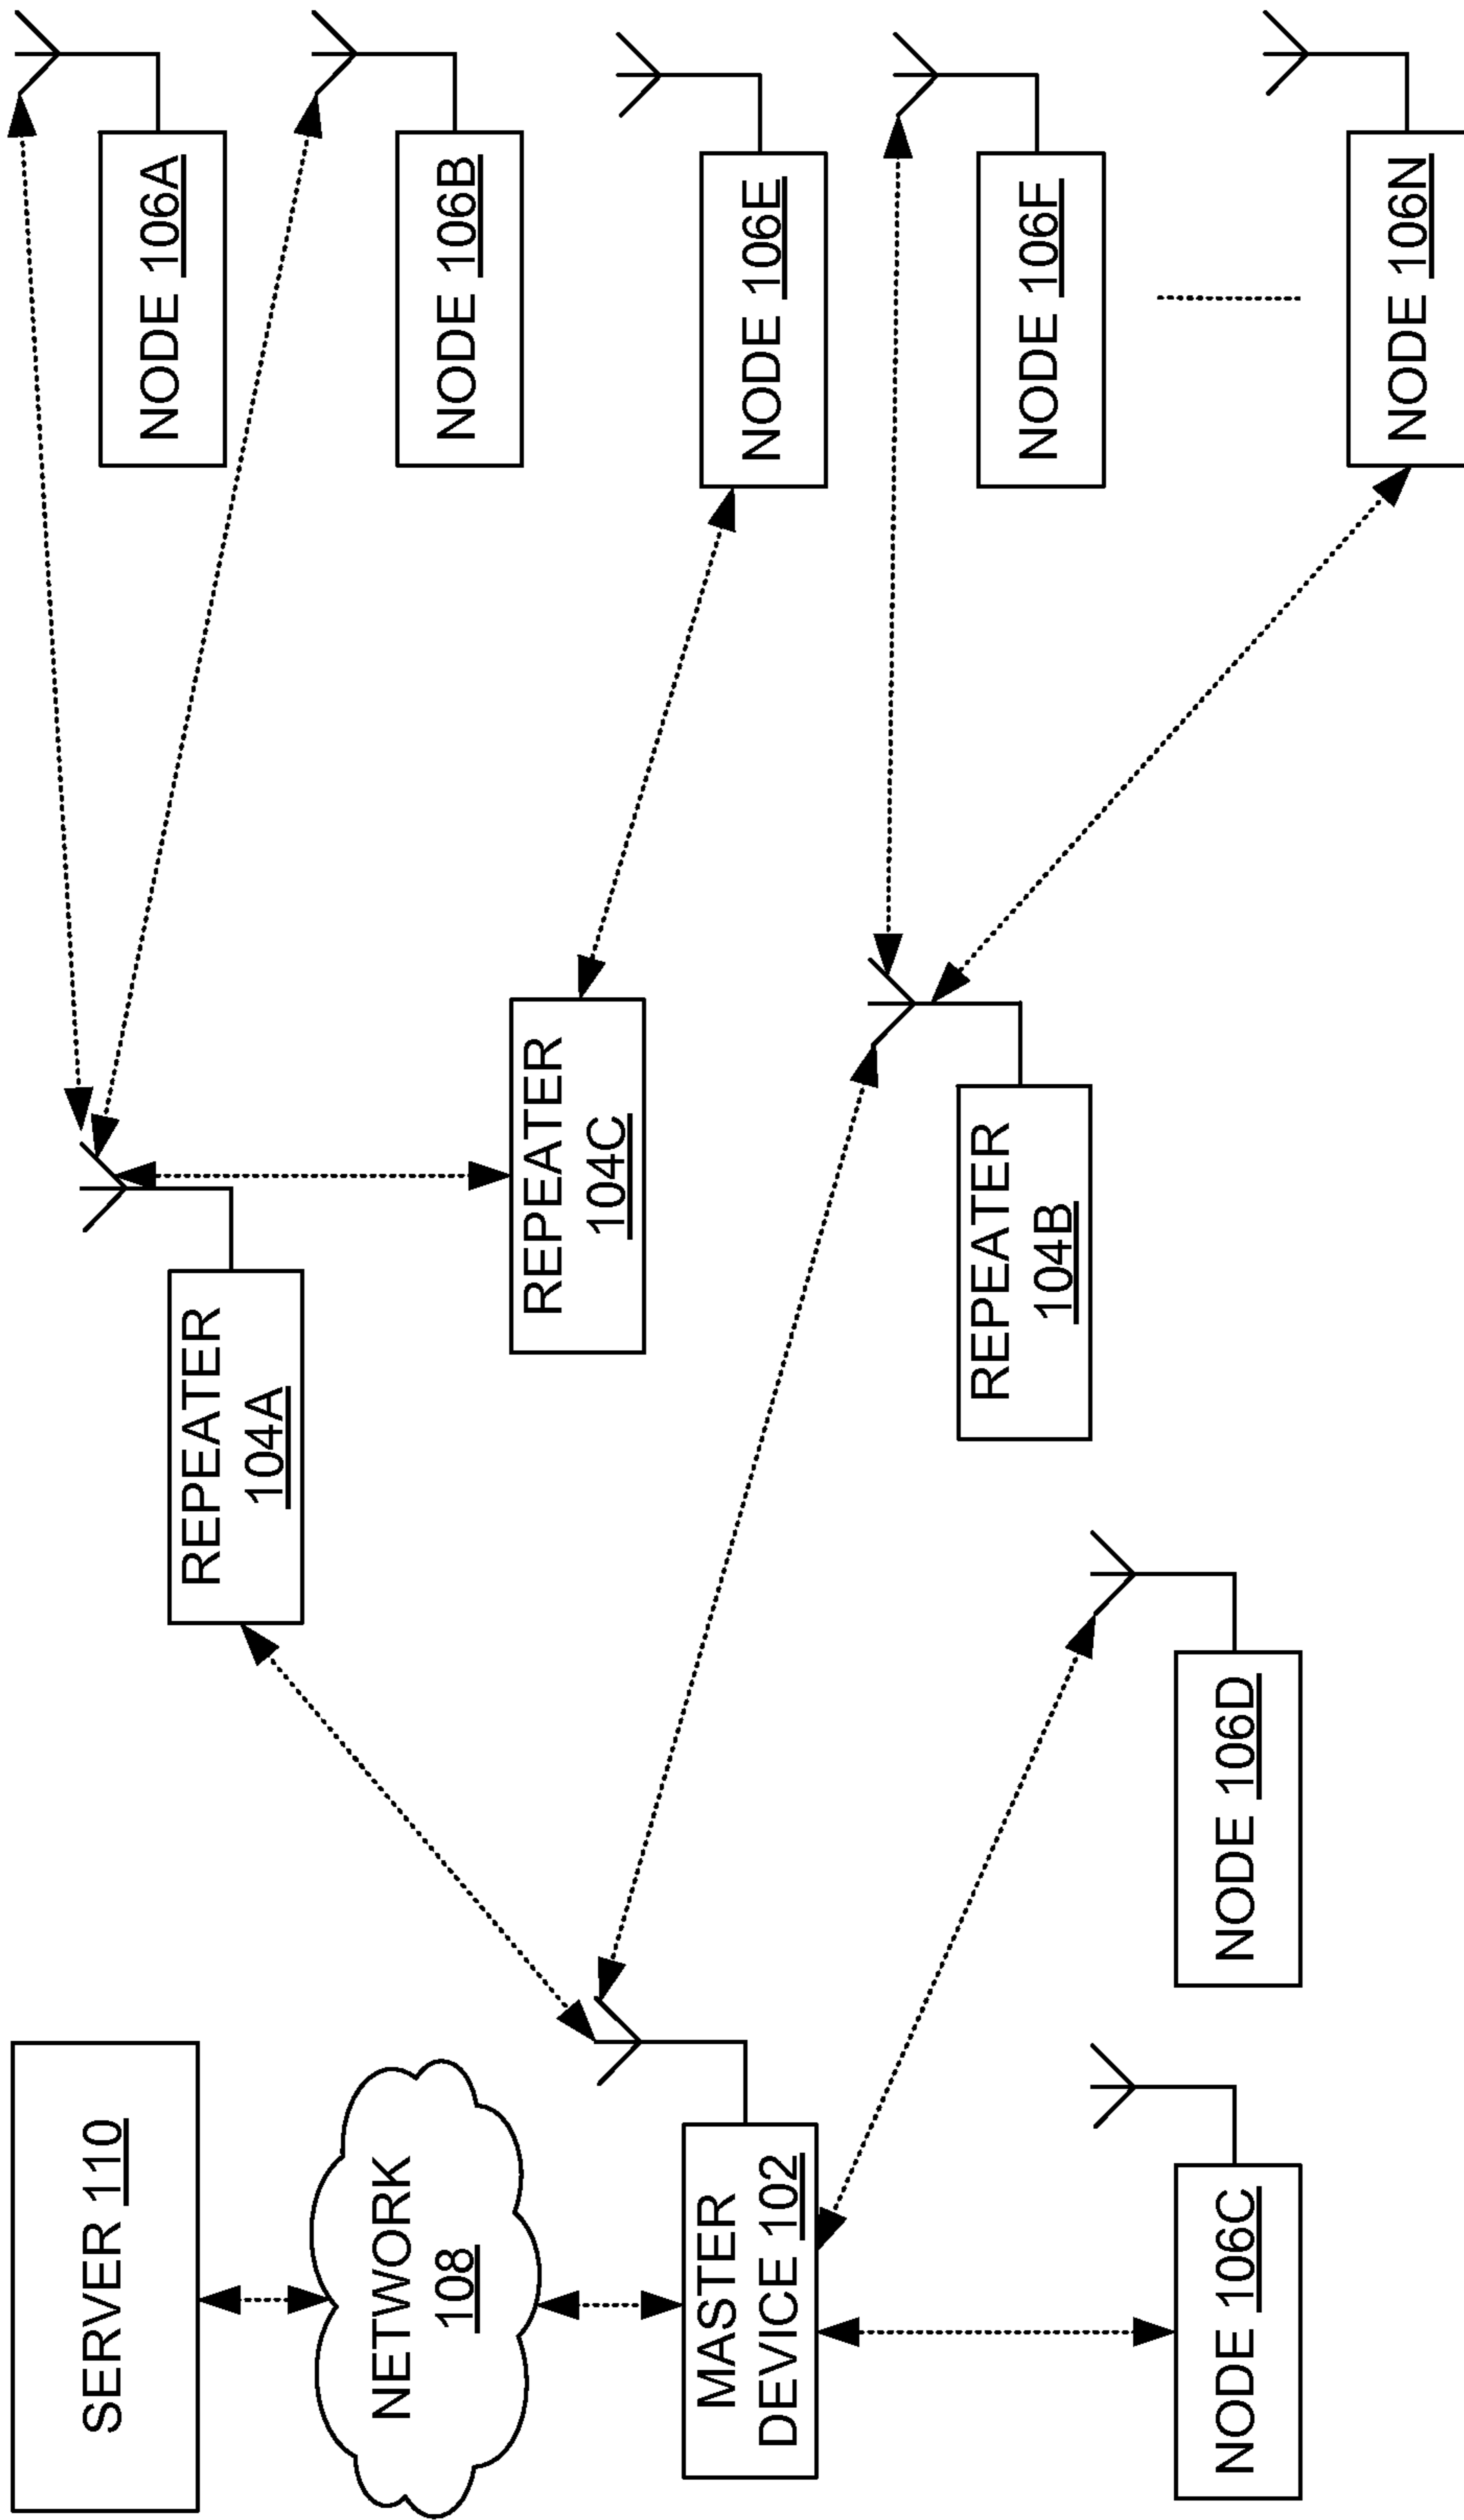 SERVER 110
NETWORK
108
MASTER
DEVICE 102
NODE 106C
NODE 106D
REPEATER
104A
REPEATER
104C
REPEATER
104B
NODE 106A
NODE 106B
NODE 106E
NODE 106F
NODE 106N